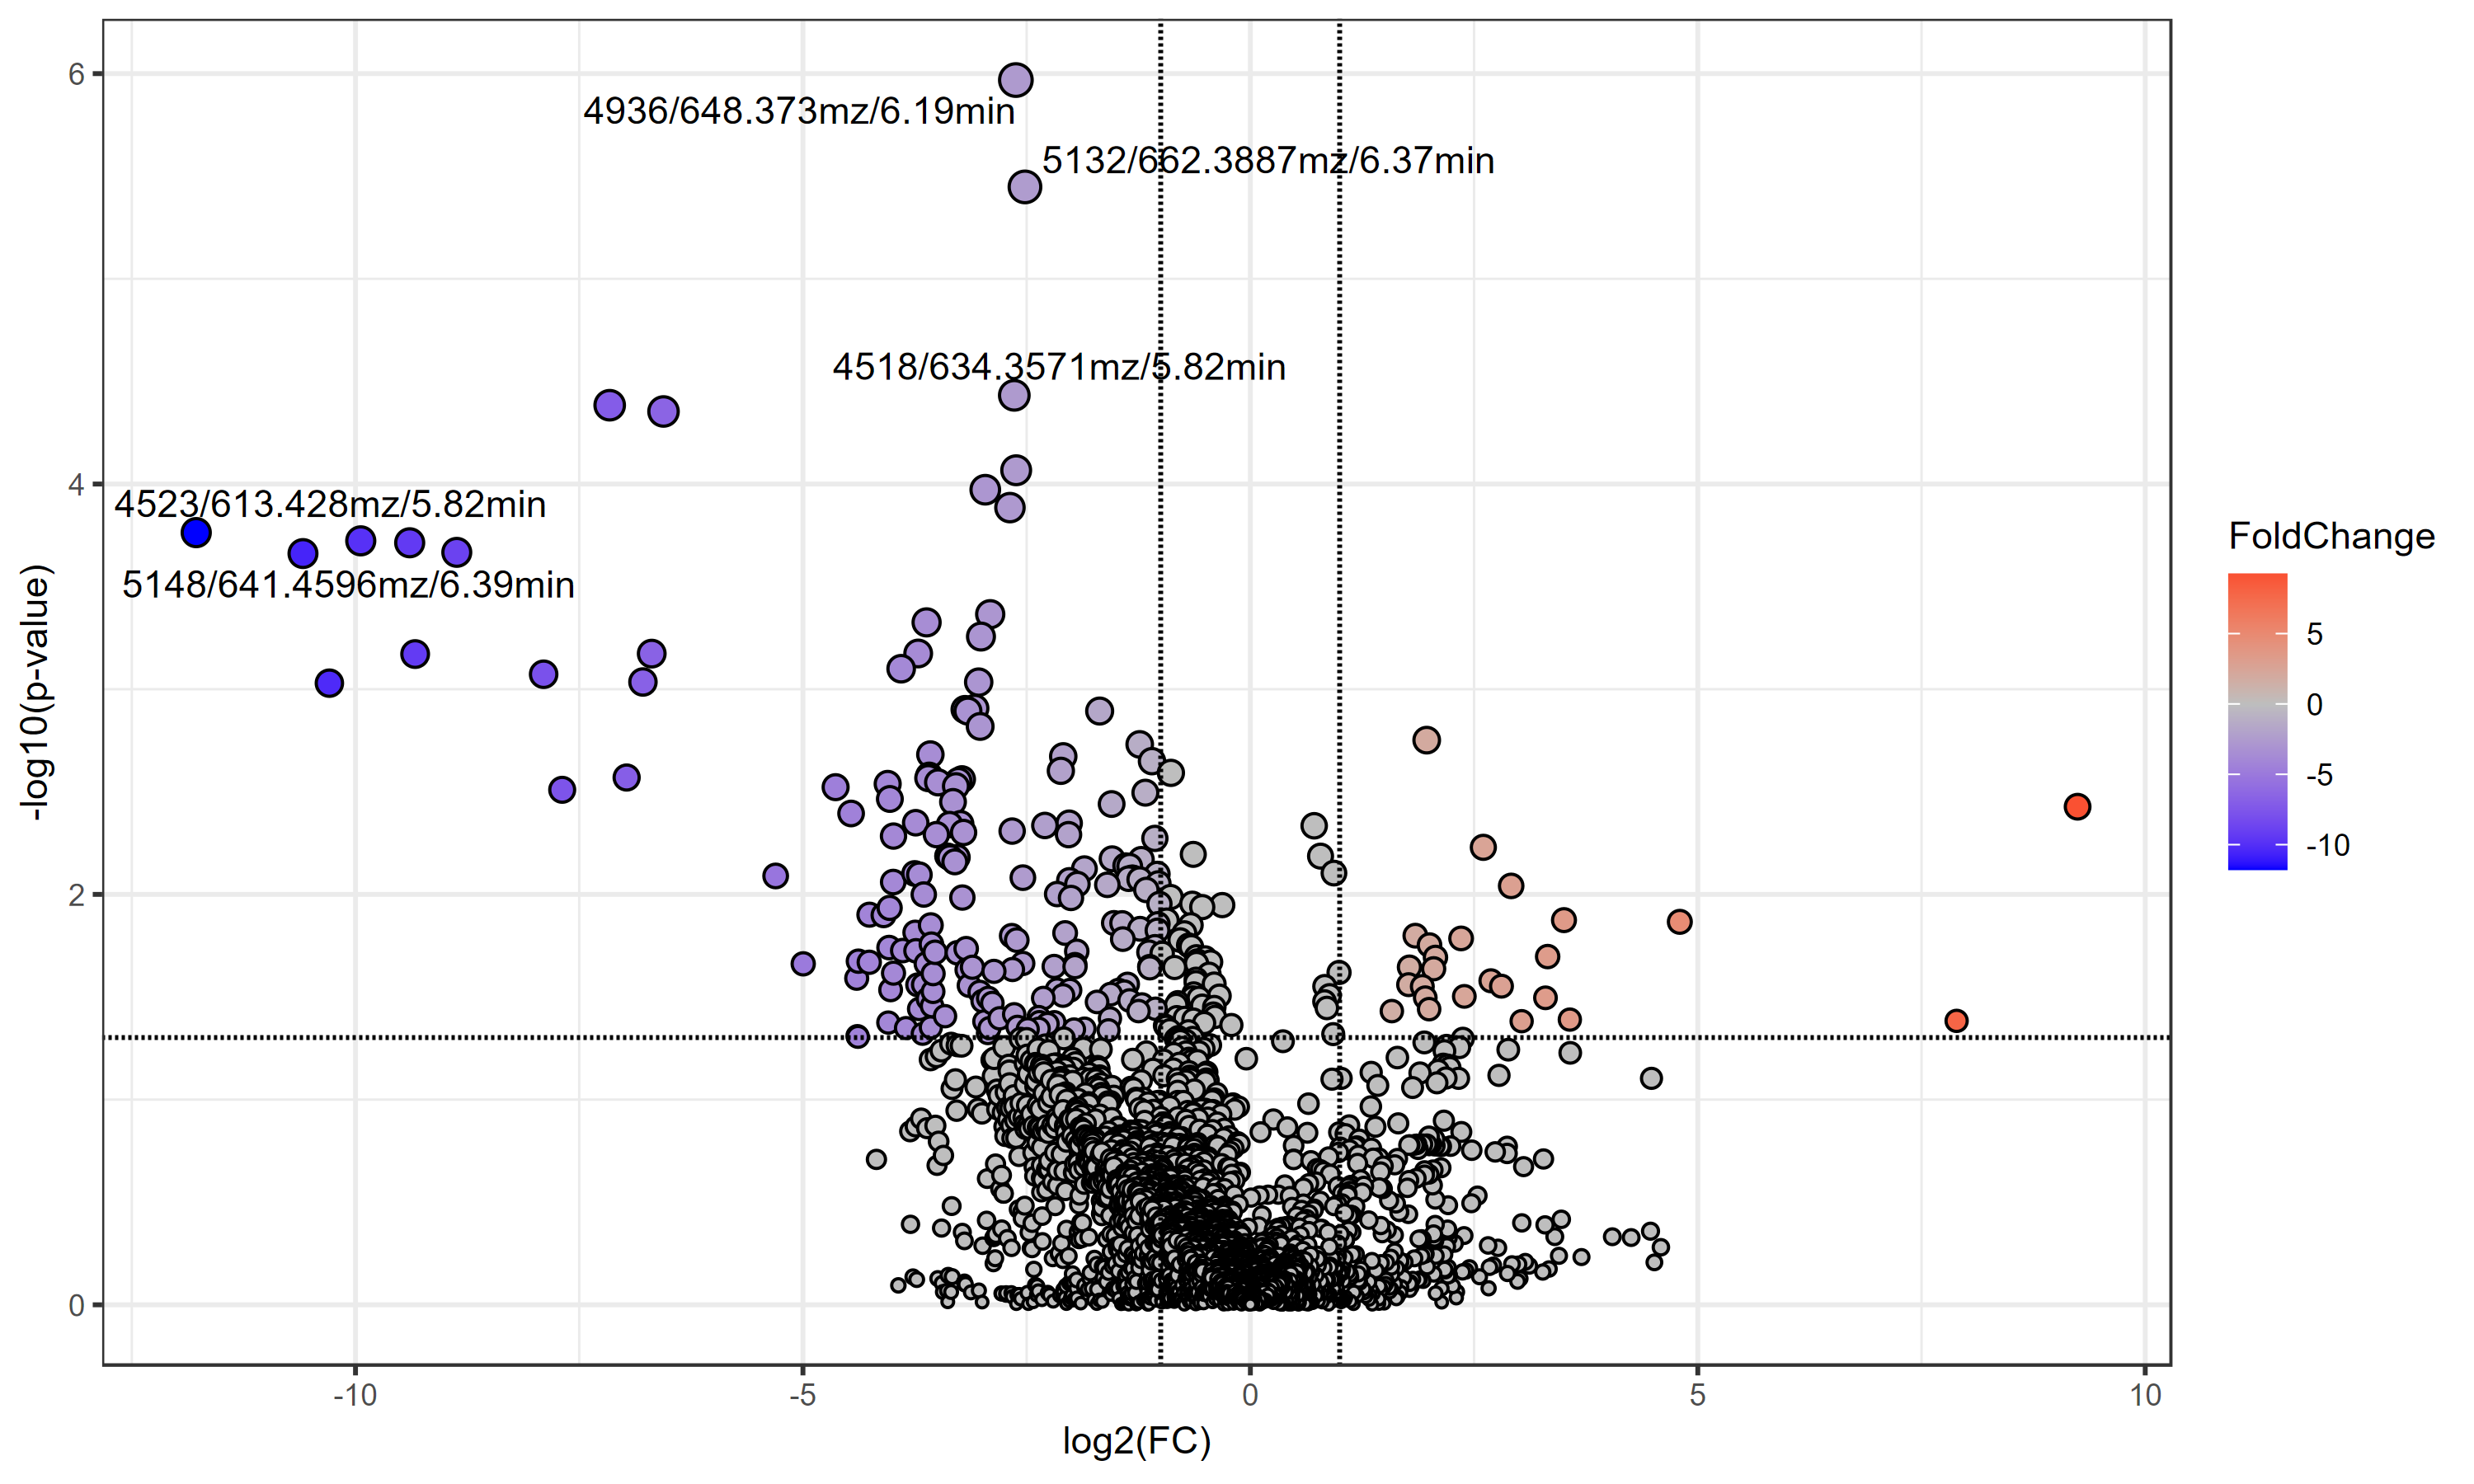 6
4936/648.373mz/6.19min
5132/662.3887mz/6.37min
4518/634.3571mz/5.82min
4
4523/613.428mz/5.82min
5148/641.4596mz/6.39min
-log10(p-value)
2
0
-10
-5
0
5
10
log2(FC)
FoldChange
5
0
-5
-10